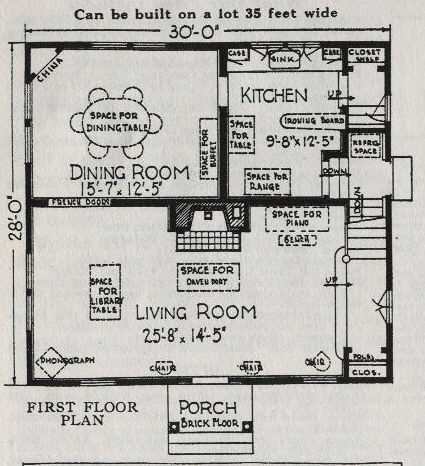 Can be built on a lot 35 feet wide
30'-0"
28'-0"
CHINA
SPACE FOR
DINING TABLE
SPACE FOR
BUFFET
DINING ROOM
15'-7" x 12'-5"
FRENCH DOORS
CASE
SINK
CASE
KITCHEN
SPACE
FOR
TABLE
IRONING BOARD
9'-8" x 12'-5"
SPACE FOR
RANGE
CLOSET
SHELF
UP
REFRIG.
SPACE
DOWN
DOWN
SPACE FOR
PIANO
BENCH
SPACE
FOR
LIBRARY
TABLE
SPACE FOR
DAVENPORT
LIVING ROOM
25'-8" x 14'-5"
UP
PHONOGRAPH
CHAIR
CHAIR
CHAIR
POLE
CLOS.
FIRST FLOOR
PLAN
PORCH
BRICK FLOOR